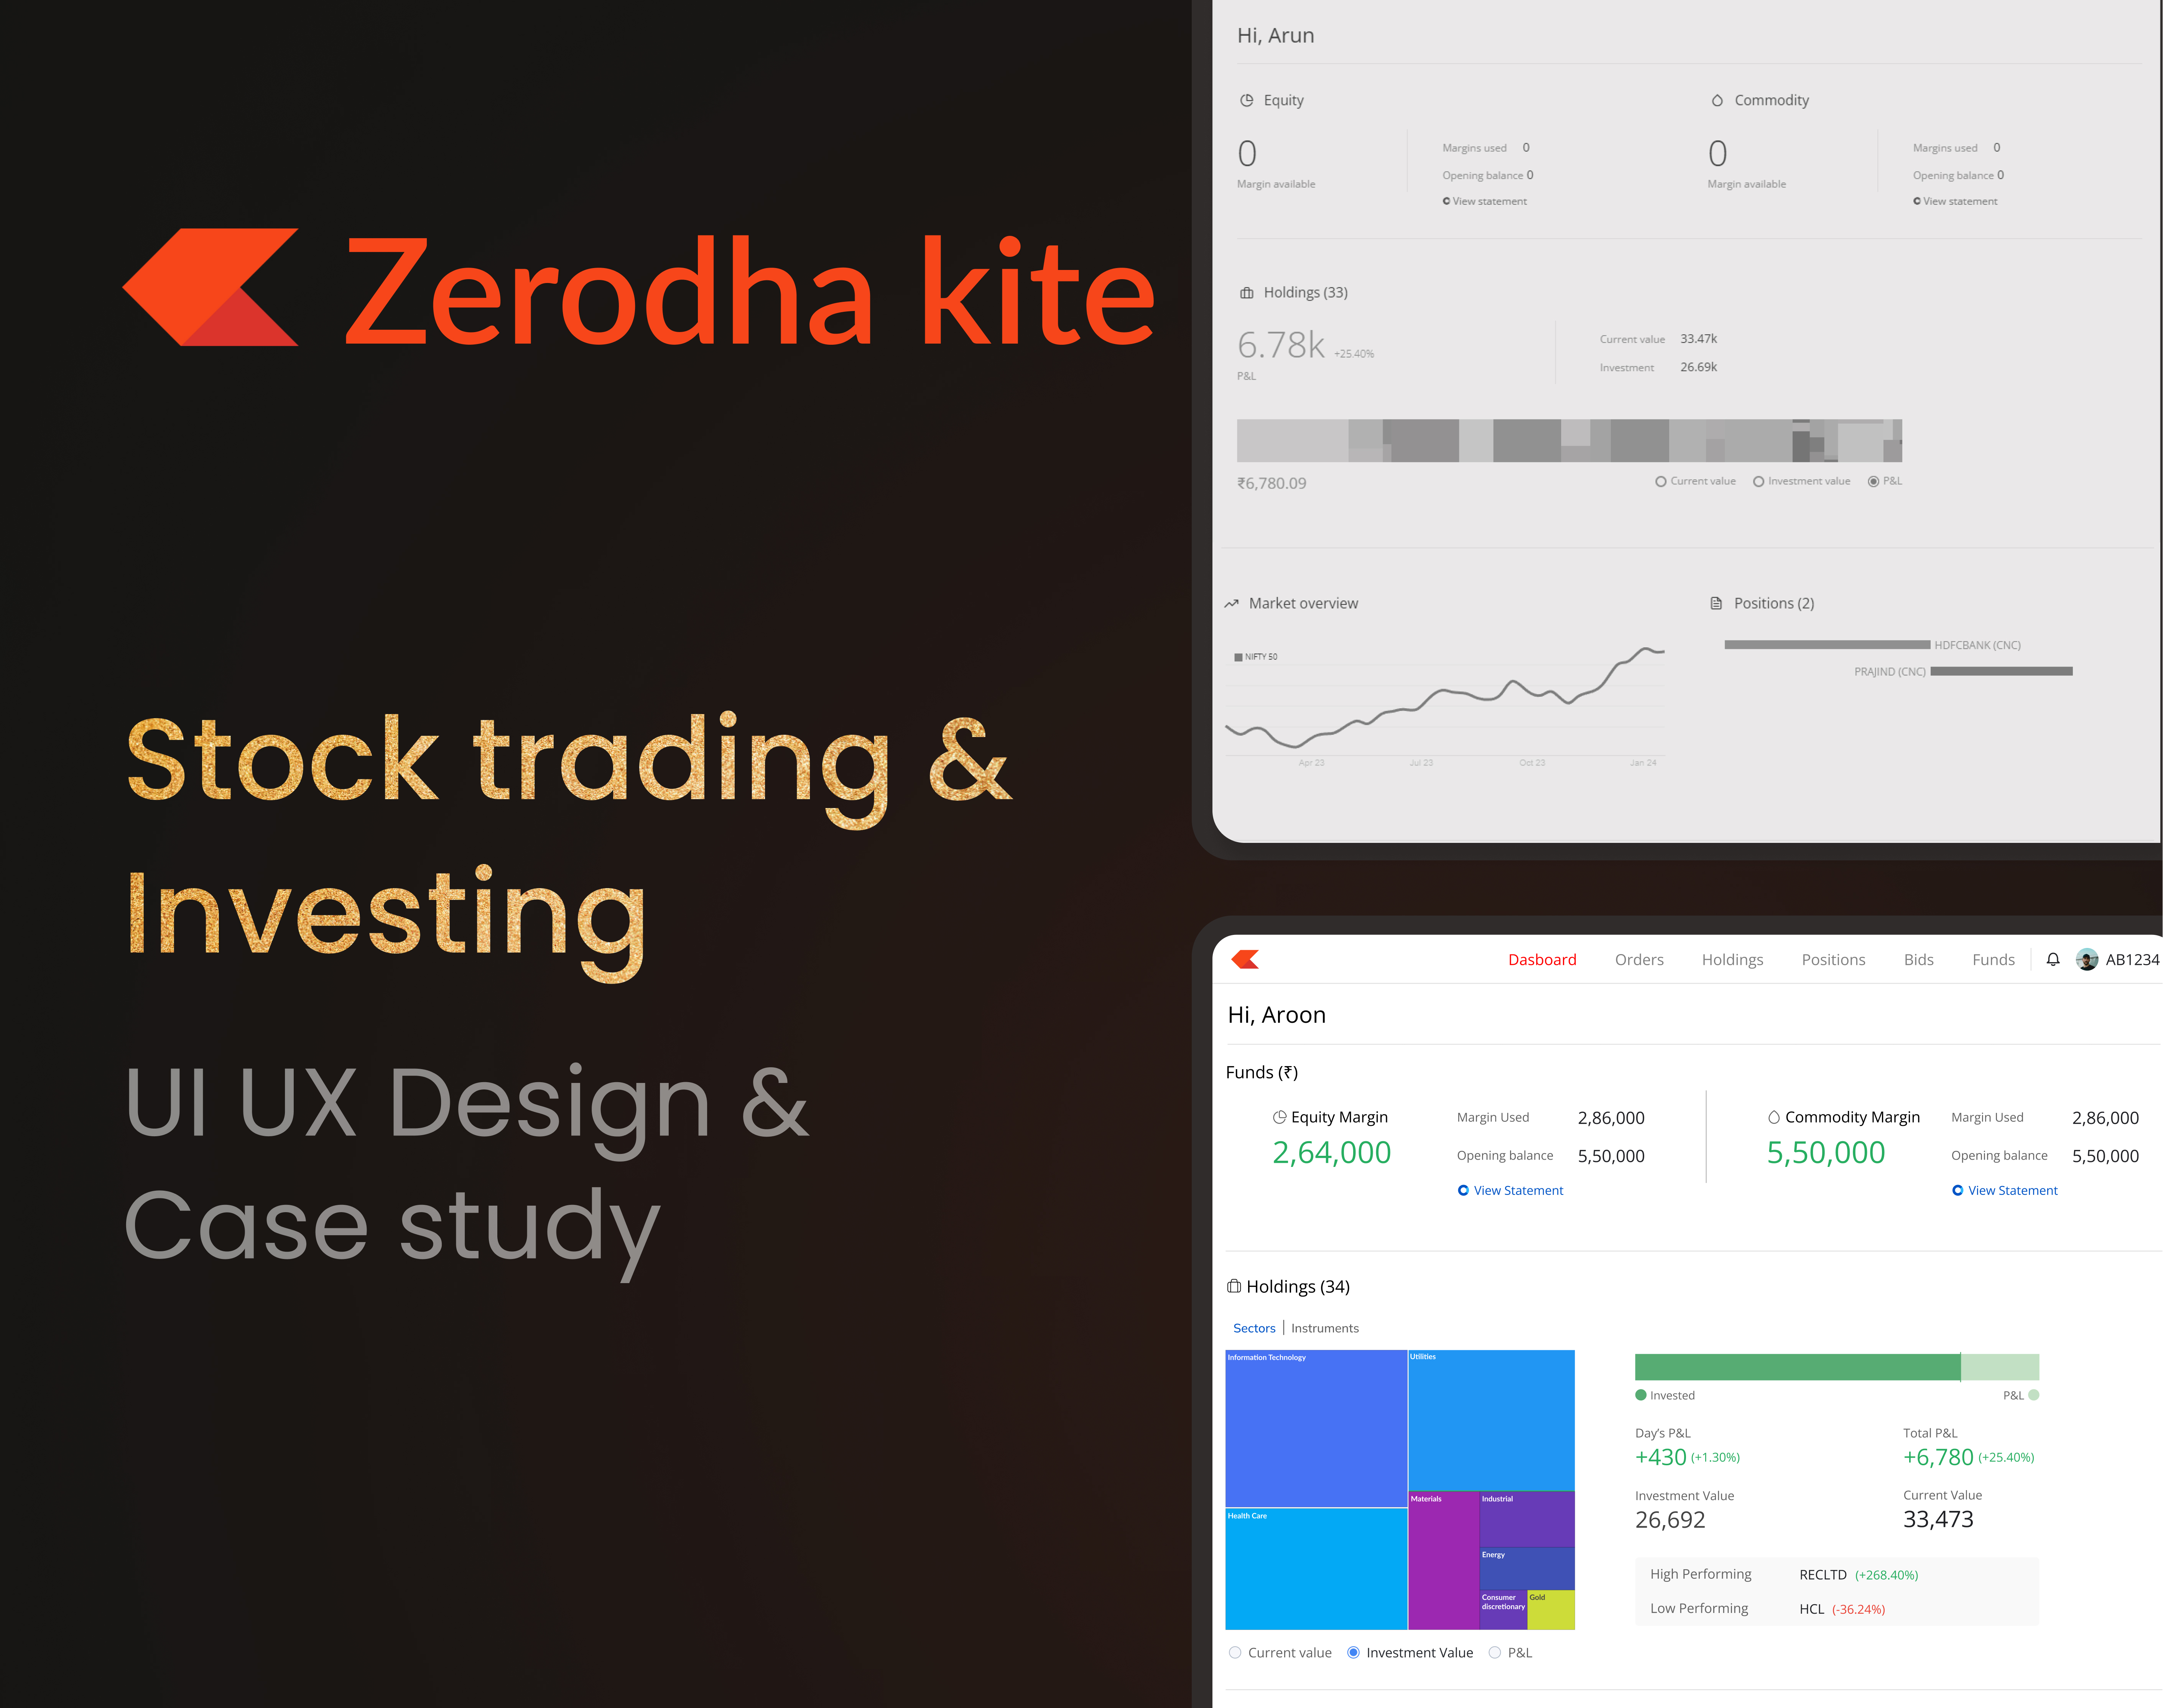 Zerodha kite
Stock trading &
Investing
UI UX Design &
Case study
Hi, Arun
Equity
0
Margin available
Margins used 0
Opening balance 0
View statement
Commodity
0
Margin available
Margins used 0
Opening balance 0
View statement
Holdings (33)
6.78k +25.40%
P&L
Current value 33.47k
Investment 26.69k
₹6,780.09
Current value Investment value P&L
Market overview
NIFTY 50
Apr 23 Jul 23 Oct 23 Jan 24
Positions (2)
HDFCBANK (CNC)
PRAJIND (CNC)
Dasboard Orders Holdings Positions Bids Funds AB1234
Hi, Aroon
Funds (₹)
Equity Margin
2,64,000
Margin Used 2,86,000
Opening balance 5,50,000
View Statement
Commodity Margin
5,50,000
Margin Used 2,86,000
Opening balance 5,50,000
View Statement
Holdings (34)
Sectors | Instruments
Information Technology
Utilities
Health Care
Materials
Industrial
Energy
Consumer
discretionary
Gold
Current value Investment Value P&L
Invested P&L
Day's P&L
+430 (+1.30%)
Total P&L
+6,780 (+25.40%)
Investment Value
26,692
Current Value
33,473
High Performing RECLTD (+268.40%)
Low Performing HCL (-36.24%)